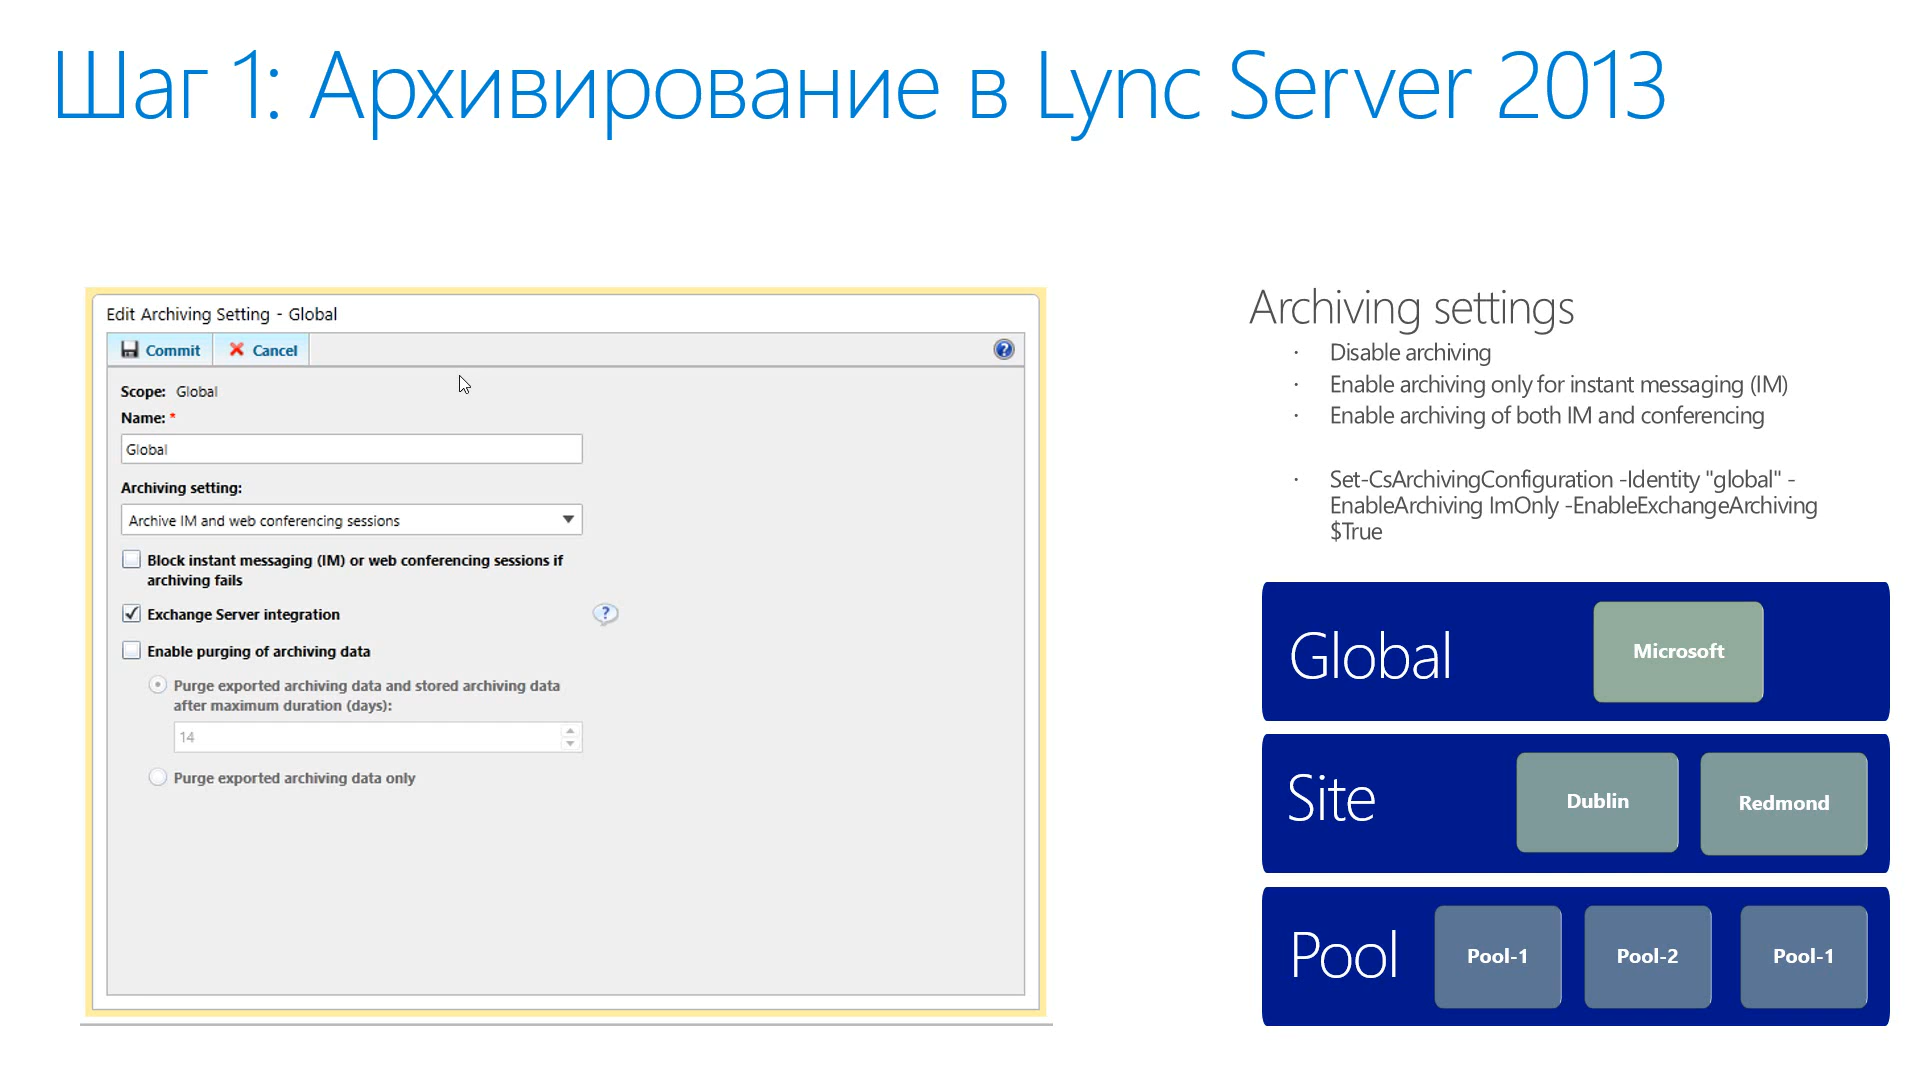 Шаг 1: Архивирование в Lync Server 2013
Edit Archiving Setting - Global
Commit
Cancel
Scope: Global
Name: *
Global
Archiving setting:
Archive IM and web conferencing sessions
Block instant messaging (IM) or web conferencing sessions if
archiving fails
Exchange Server integration
Enable purging of archiving data
Purge exported archiving data and stored archiving data
after maximum duration (days):
14
Purge exported archiving data only
Archiving settings
· Disable archiving
· Enable archiving only for instant messaging (IM)
· Enable archiving of both IM and conferencing
· Set-CsArchivingConfiguration -Identity "global" -
EnableArchiving ImOnly -EnableExchangeArchiving
$True
Global
Microsoft
Site
Dublin
Redmond
Pool
Pool-1
Pool-2
Pool-1